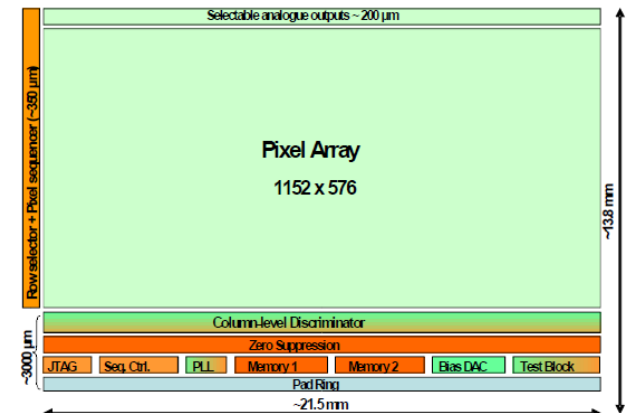 Selectable analogue outputs ~ 200 µm
Row selector + Pixel sequencer (~350 µm)
Pixel Array
1152 x 576
~13.8 mm
Column-level Discriminator
Zero Suppression
~3000 µm
JTAG Seq. Ctrl. PLL Memory 1 Memory 2 Bias DAC Test Block
Pad Ring
~21.5 mm